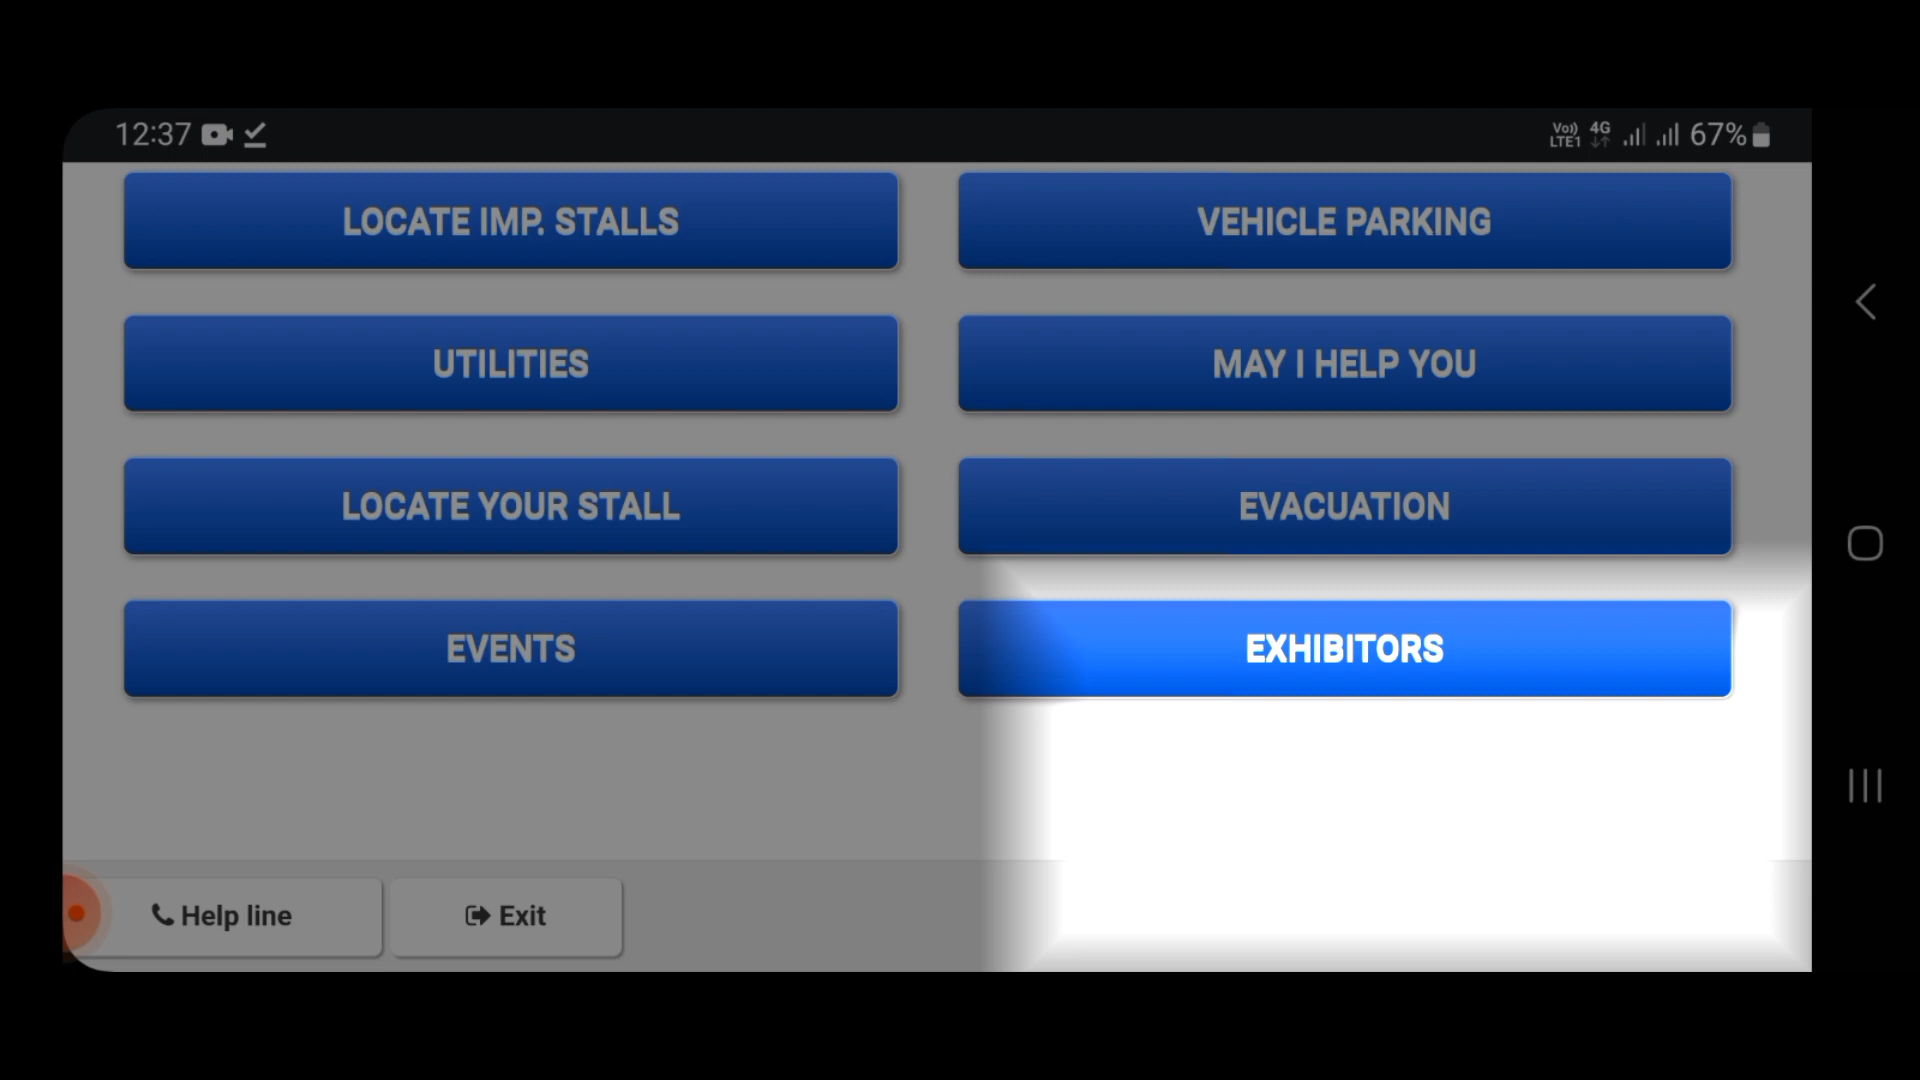 12:37
Vo)) LTE1 4G 67%
LOCATE IMP. STALLS
VEHICLE PARKING
UTILITIES
MAY I HELP YOU
LOCATE YOUR STALL
EVACUATION
EVENTS
EXHIBITORS
Help line
Exit